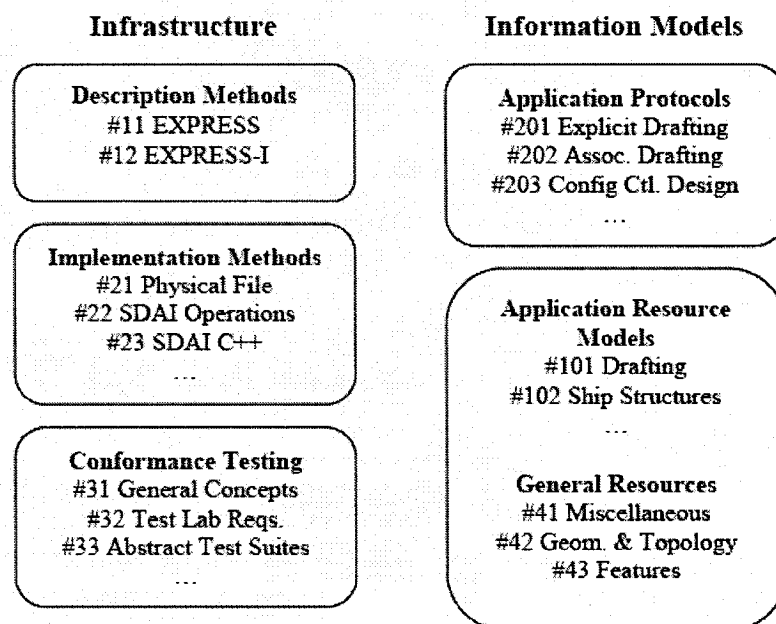 Infrastructure
Description Methods
#11 EXPRESS
#12 EXPRESS-I
Implementation Methods
#21 Physical File
#22 SDAI Operations
#23 SDAI C++
...
Conformance Testing
#31 General Concepts
#32 Test Lab Reqs.
#33 Abstract Test Suites
...
Information Models
Application Protocols
#201 Explicit Drafting
#202 Assoc. Drafting
#203 Config Ctl. Design
...
Application Resource
Models
#101 Drafting
#102 Ship Structures
...
General Resources
#41 Miscellaneous
#42 Geom. & Topology
#43 Features